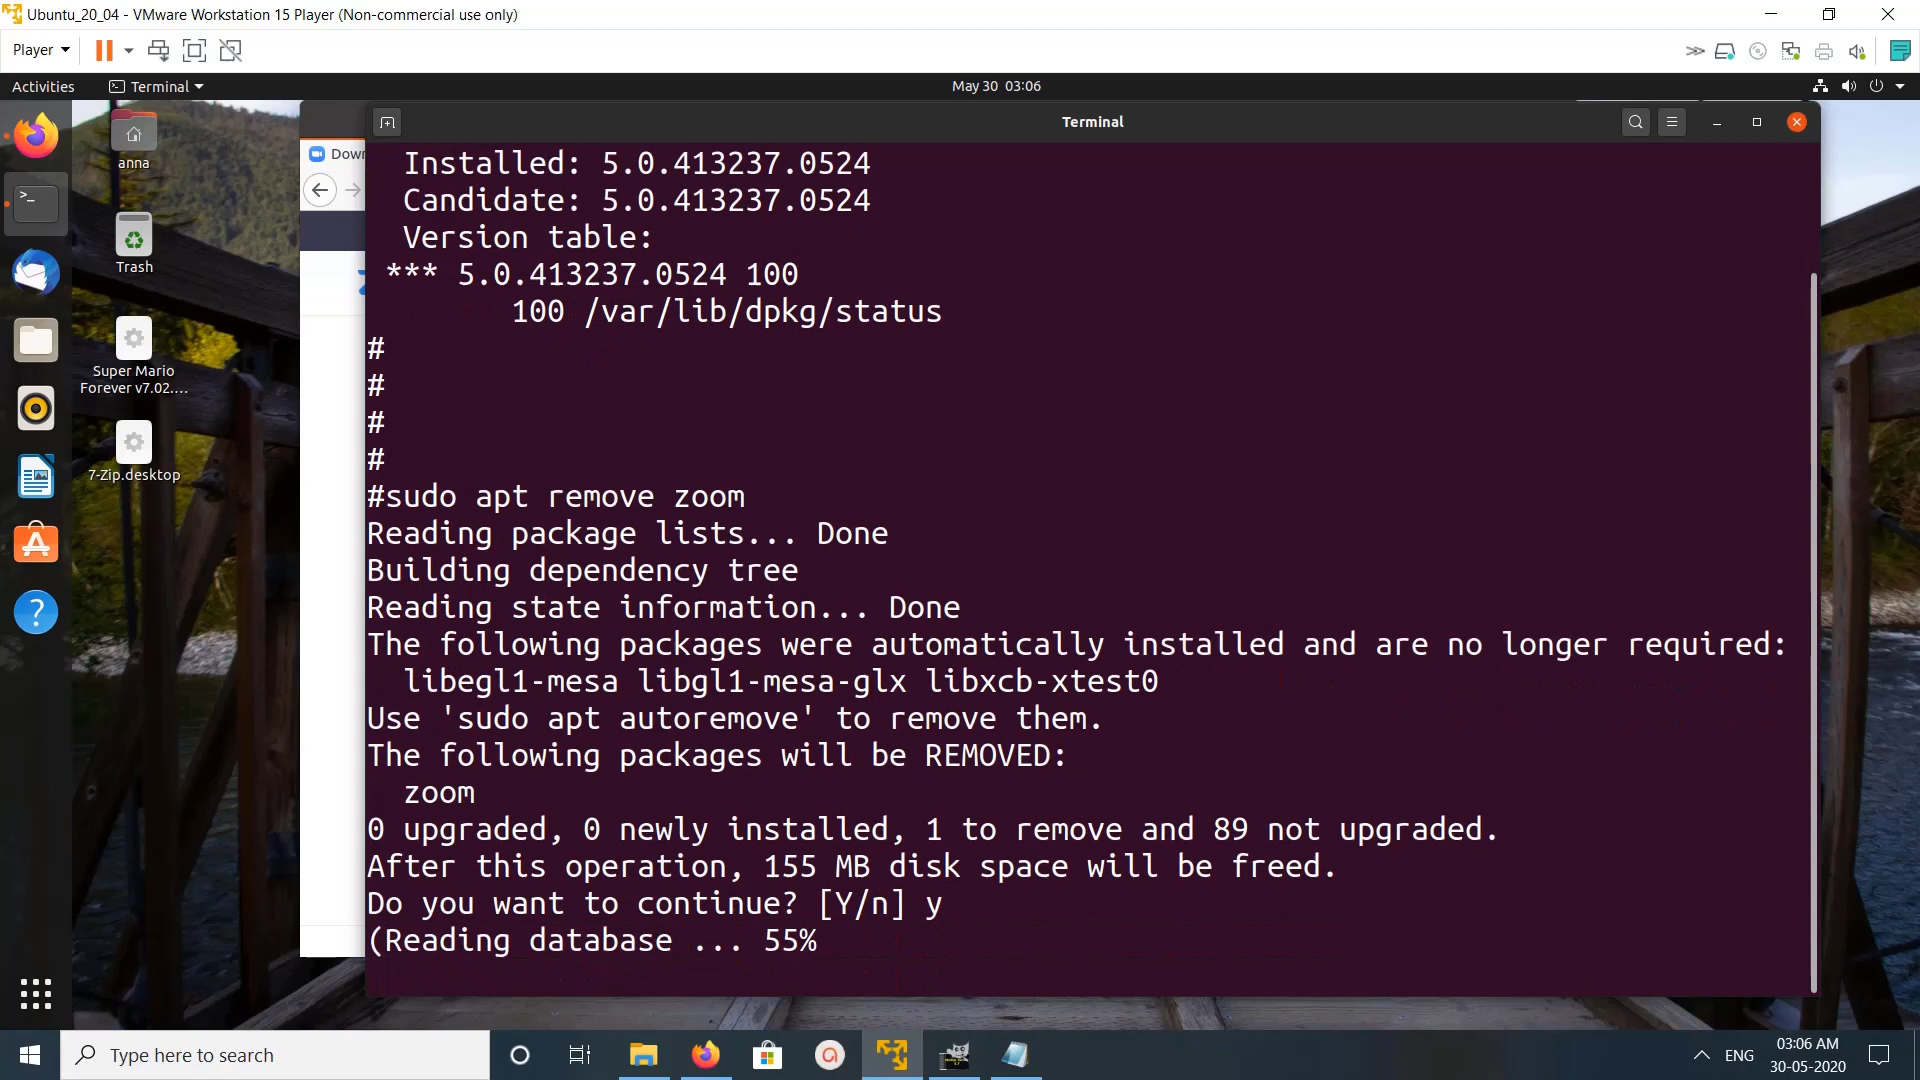 Ubuntu_20_04 - VMware Workstation 15 Player (Non-commercial use only)
Player
Activities
Terminal
May 30 03:06
anna
Trash
Super Mario
Forever v7.02....
7-Zip.desktop
Down
Terminal
Installed: 5.0.413237.0524
Candidate: 5.0.413237.0524
Version table:
*** 5.0.413237.0524 100
100 /var/lib/dpkg/status
#
#
#
#
#sudo apt remove zoom
Reading package lists... Done
Building dependency tree
Reading state information... Done
The following packages were automatically installed and are no longer required:
libegl1-mesa libgl1-mesa-glx libxcb-xtest0
Use 'sudo apt autoremove' to remove them.
The following packages will be REMOVED:
zoom
0 upgraded, 0 newly installed, 1 to remove and 89 not upgraded.
After this operation, 155 MB disk space will be freed.
Do you want to continue? [Y/n] y
(Reading database ... 55%
Type here to search
ENG
03:06 AM
30-05-2020